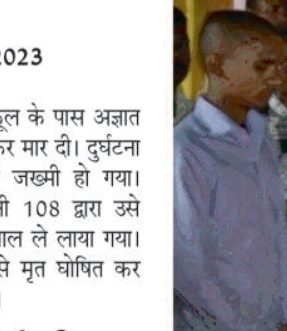 2023
के पास अज्ञात
मार दी। दुर्घटना
जख्मी हो गया।
108 द्वारा उसे
ले लाया गया।
मृत घोषित कर